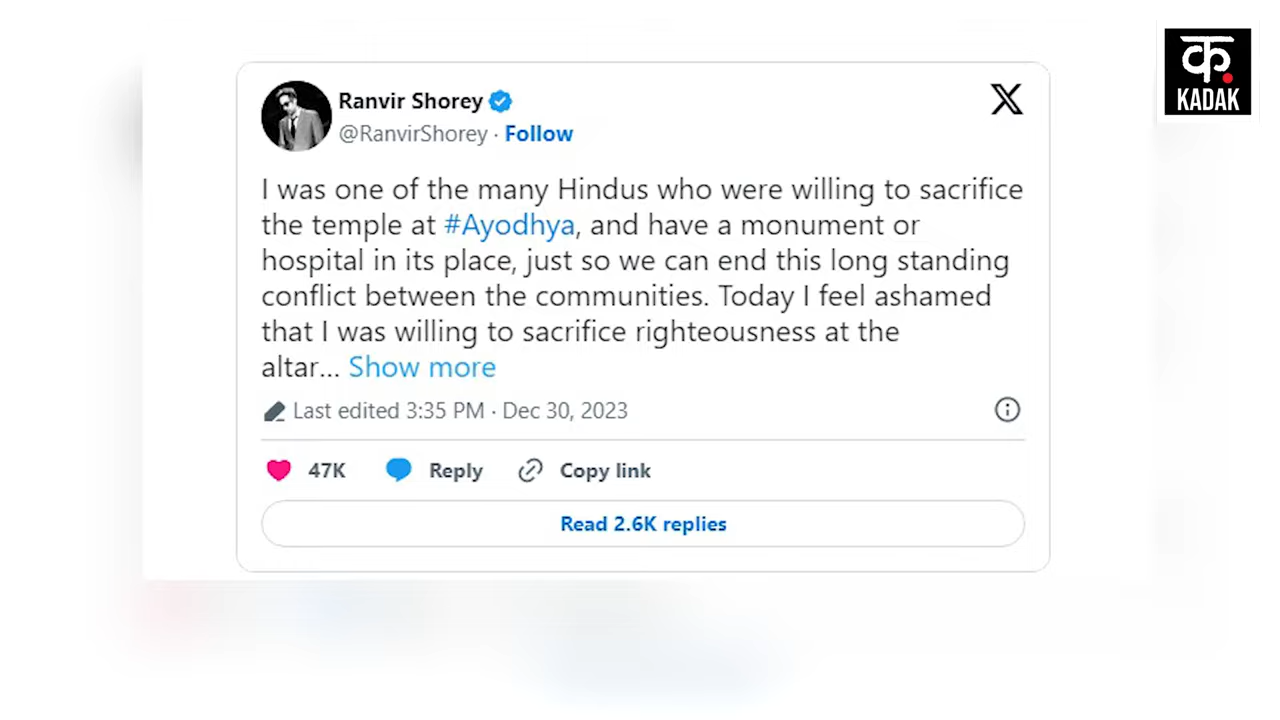 Ranvir Shorey
@RanvirShorey · Follow
I was one of the many Hindus who were willing to sacrifice
the temple at #Ayodhya, and have a monument or
hospital in its place, just so we can end this long standing
conflict between the communities. Today I feel ashamed
that I was willing to sacrifice righteousness at the
altar... Show more
Last edited 3:35 PM · Dec 30, 2023
47K Reply Copy link
Read 2.6K replies
क
KADAK